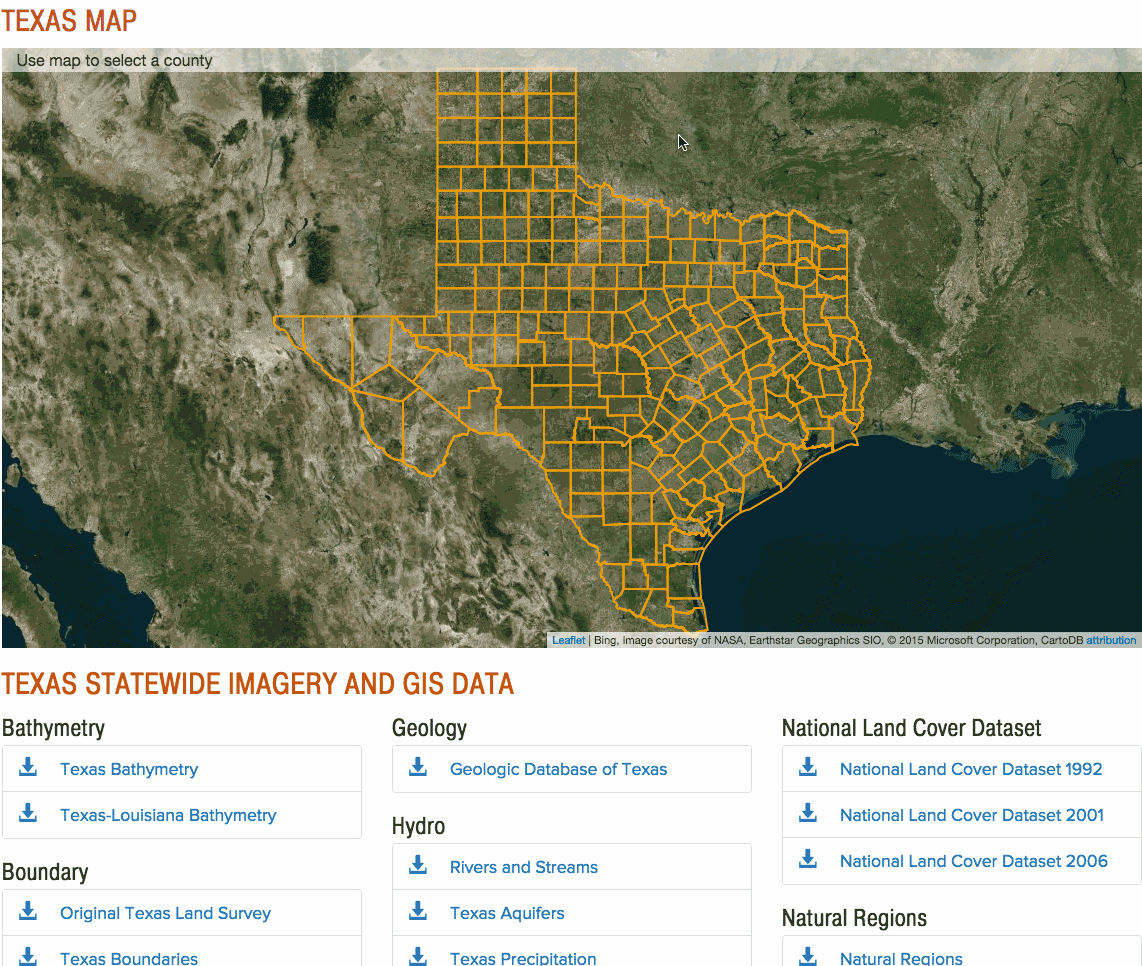 TEXAS MAP
Use map to select a county
Leaflet | Bing, Image courtesy of NASA, Earthstar Geographics SIO, © 2015 Microsoft Corporation, CartoDB attribution
TEXAS STATEWIDE IMAGERY AND GIS DATA
Bathymetry
Texas Bathymetry
Texas-Louisiana Bathymetry
Boundary
Original Texas Land Survey
Texas Boundaries
Geology
Geologic Database of Texas
Hydro
Rivers and Streams
Texas Aquifers
Texas Precipitation
National Land Cover Dataset
National Land Cover Dataset 1992
National Land Cover Dataset 2001
National Land Cover Dataset 2006
Natural Regions
Natural Regions